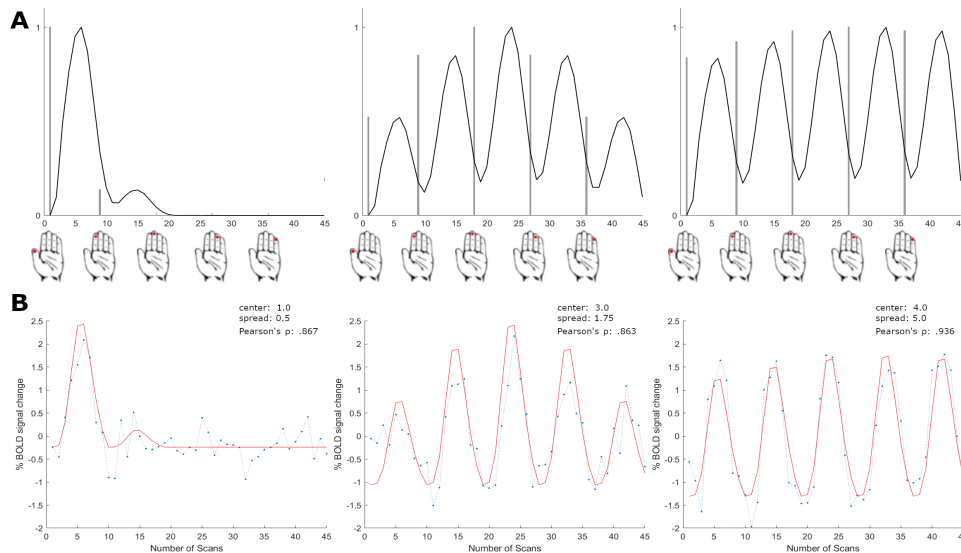 A
1
0
0 5 10 15 20 25 30 35 40 45
1
0
0 5 10 15 20 25 30 35 40 45
1
0
0 5 10 15 20 25 30 35 40 45
B
center: 1.0
spread: 0.5
Pearson's ρ: .867
% BOLD signal change
2.5
2
1.5
1
0.5
0
-0.5
-1
-1.5
-2
0 5 10 15 20 25 30 35 40 45
Number of Scans
center: 3.0
spread: 1.75
Pearson's ρ: .863
% BOLD signal change
2.5
2
1.5
1
0.5
0
-0.5
-1
-1.5
-2
0 5 10 15 20 25 30 35 40 45
Number of Scans
center: 4.0
spread: 5.0
Pearson's ρ: .936
% BOLD signal change
2.5
2
1.5
1
0.5
0
-0.5
-1
-1.5
-2
0 5 10 15 20 25 30 35 40 45
Number of Scans